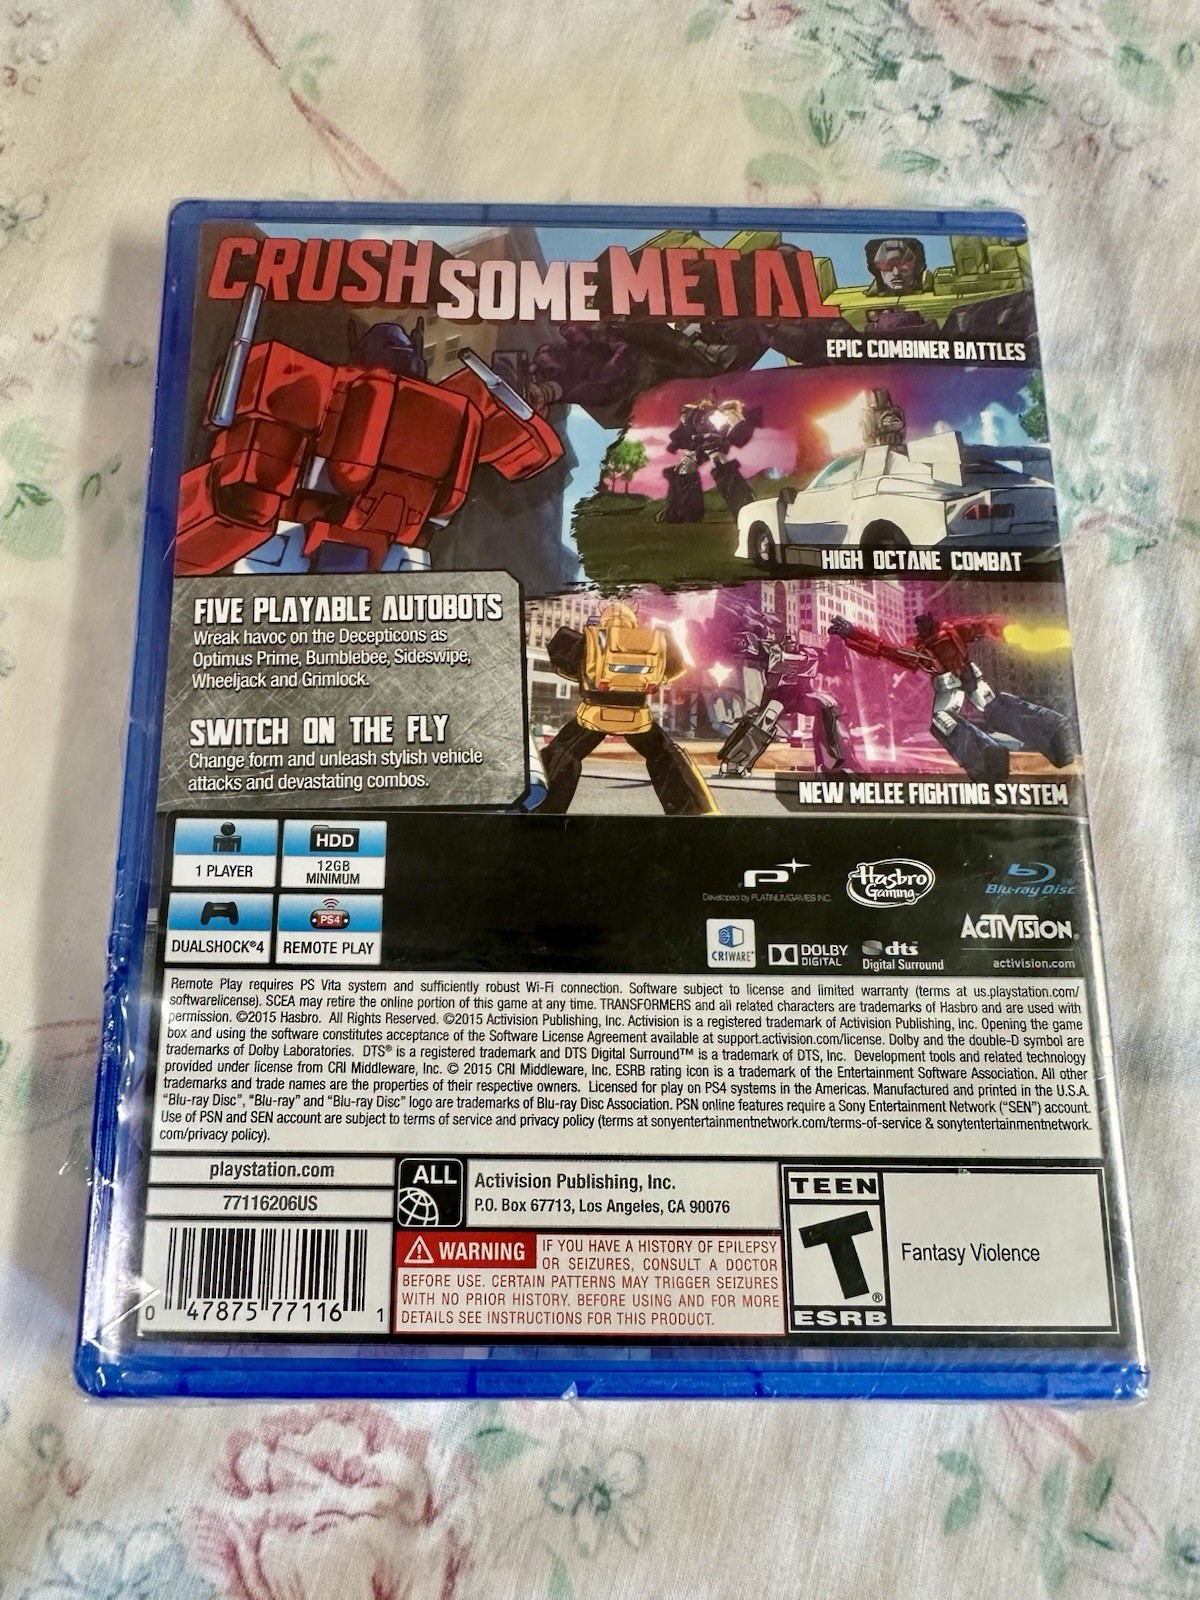 CRUSH SOME METAL
EPIC COMBINER BATTLES
HIGH OCTANE COMBAT
FIVE PLAYABLE AUTOBOTS
Wreak havoc on the Decepticons as
Optimus Prime, Bumblebee, Sideswipe,
Wheeljack and Grimlock.
SWITCH ON THE FLY
Change form and unleash stylish vehicle
attacks and devastating combos.
NEW MELEE FIGHTING SYSTEM
1 PLAYER
HDD
12GB
MINIMUM
DUALSHOCK®4
PS4
REMOTE PLAY
P
Developed by PLATINUMGAMES INC.
Hasbro
Gaming
Blu-ray Disc™
CRIWARE
DOLBY
DIGITAL
dts
Digital Surround
ACTIVISION®
activision.com
Remote Play requires PS Vita system and sufficiently robust Wi-Fi connection. Software subject to license and limited warranty (terms at us.playstation.com/
softwarelicense). SCEA may retire the online portion of this game at any time. TRANSFORMERS and all related characters are trademarks of Hasbro and are used with
permission. ©2015 Hasbro. All Rights Reserved. ©2015 Activision Publishing, Inc. Activision is a registered trademark of Activision Publishing, Inc. Opening the game
box and using the software constitutes acceptance of the Software License Agreement available at support.activision.com/license. Dolby and the double-D symbol are
trademarks of Dolby Laboratories. DTS® is a registered trademark and DTS Digital Surround™ is a trademark of DTS, Inc. Development tools and related technology
provided under license from CRI Middleware, Inc. © 2015 CRI Middleware, Inc. ESRB rating icon is a trademark of the Entertainment Software Association. All other
trademarks and trade names are the properties of their respective owners. Licensed for play on PS4 systems in the Americas. Manufactured and printed in the U.S.A.
“Blu-ray Disc”, “Blu-ray” and “Blu-ray Disc” logo are trademarks of Blu-ray Disc Association. PSN online features require a Sony Entertainment Network (“SEN”) account.
Use of PSN and SEN account are subject to terms of service and privacy policy (terms at sonyentertainmentnetwork.com/terms-of-service & sonytentertainmentnetwork.
com/privacy policy).
playstation.com
77116206US
0 47875 77116 1
ALL
Activision Publishing, Inc.
P.O. Box 67713, Los Angeles, CA 90076
WARNING IF YOU HAVE A HISTORY OF EPILEPSY
OR SEIZURES, CONSULT A DOCTOR
BEFORE USE. CERTAIN PATTERNS MAY TRIGGER SEIZURES
WITH NO PRIOR HISTORY. BEFORE USING AND FOR MORE
DETAILS SEE INSTRUCTIONS FOR THIS PRODUCT.
TEEN
T®
ESRB
Fantasy Violence